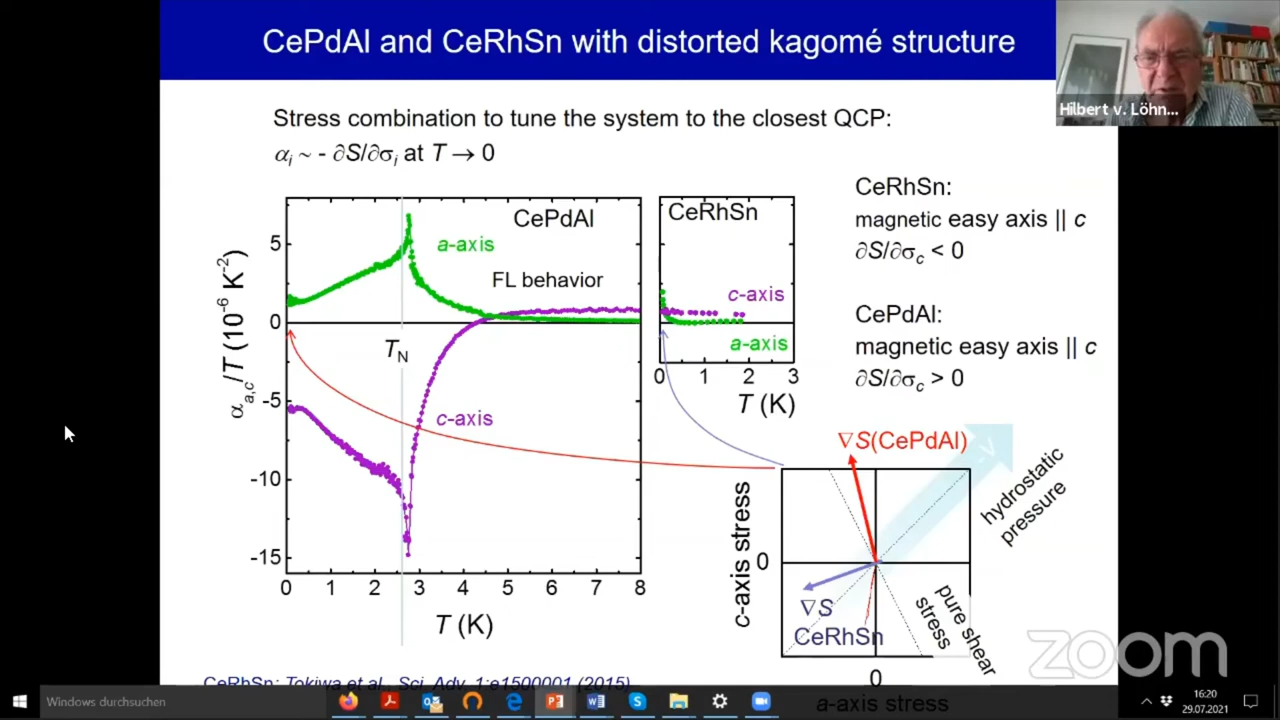 CePdAl and CeRhSn with distorted kagomé structure
Hilbert v. Löhn...
Stress combination to tune the system to the closest QCP:
αᵢ ~ - ∂S/∂σᵢ at T → 0
CeRhSn:
magnetic easy axis || c
∂S/∂σ_c < 0
CePdAl:
magnetic easy axis || c
∂S/∂σ_c > 0
α_a,c/T (10⁻⁶ K⁻²)
5
0
-5
-10
-15
CePdAl
a-axis
FL behavior
T_N
c-axis
0 1 2 3 4 5 6 7 8
T (K)
CeRhSn
c-axis
a-axis
0 1 2 3
T (K)
∇S(CePdAl)
-V
hydrostatic
pressure
c-axis stress
0
∇S
CeRhSn
pure shear
stress
0
a-axis stress
CeRhSn: Tokiwa et al., Sci. Adv. 1:e1500001 (2015)
zoom
Windows durchsuchen
16:20
29.07.2021